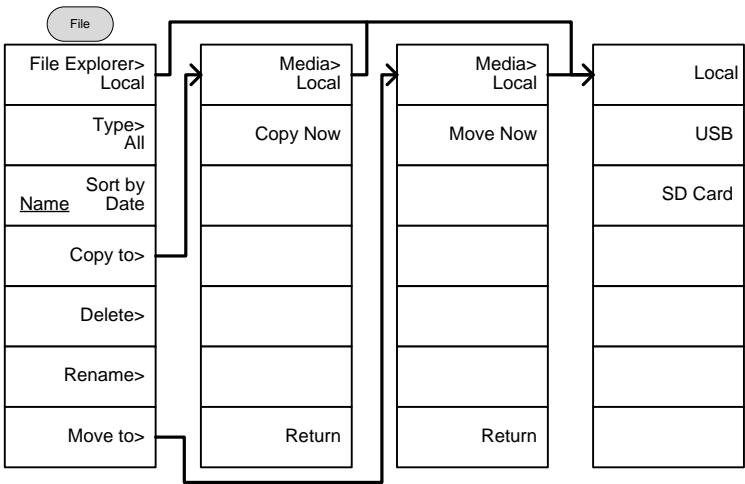 File
File Explorer>
Local
Type>
All
Sort by
Name Date
Copy to>
Delete>
Rename>
Move to>
Media>
Local
Copy Now
Return
Media>
Local
Move Now
Return
Local
USB
SD Card